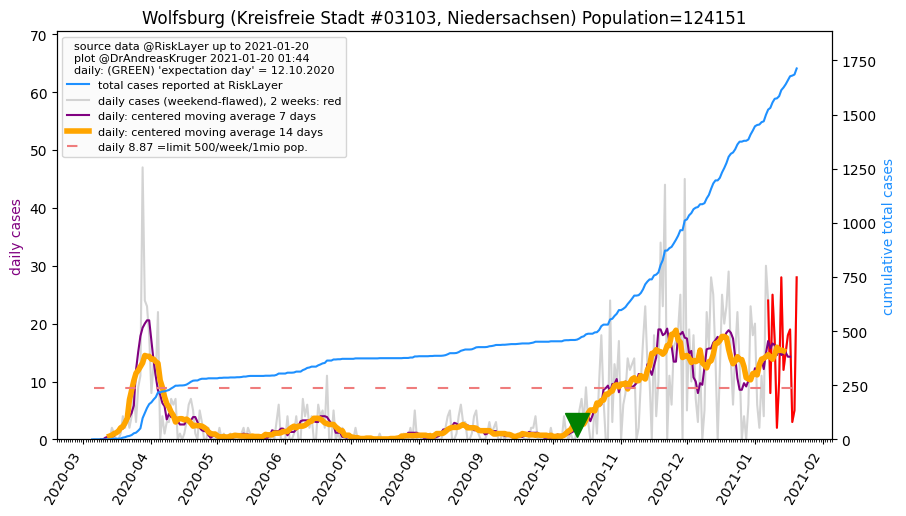 Wolfsburg (Kreisfreie Stadt #03103, Niedersachsen) Population=124151
source data @RiskLayer up to 2021-01-20
plot @DrAndreasKruger 2021-01-20 01:44
daily: (GREEN) 'expectation day' = 12.10.2020
total cases reported at RiskLayer
daily cases (weekend-flawed), 2 weeks: red
daily: centered moving average 7 days
daily: centered moving average 14 days
daily 8.87 =limit 500/week/1mio pop.
daily cases
70
60
50
40
30
20
10
0
cumulative total cases
1750
1500
1250
1000
750
500
250
0
2020-03
2020-04
2020-05
2020-06
2020-07
2020-08
2020-09
2020-10
2020-11
2020-12
2021-01
2021-02